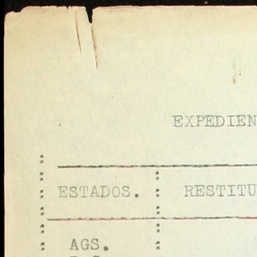 EXPEDIEN
ESTADOS. : RESTITU
AGS.